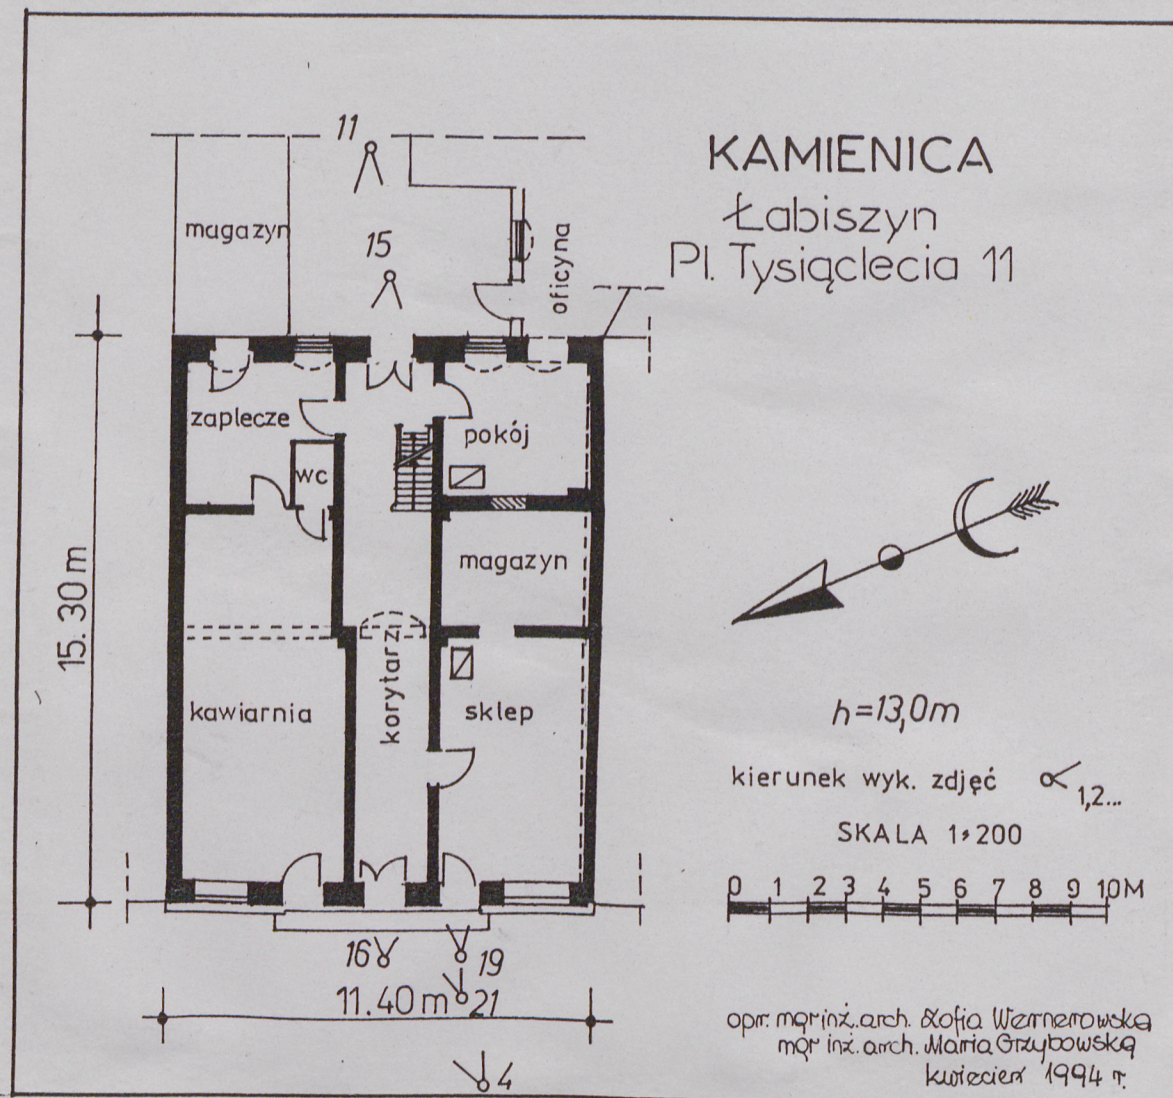 KAMIENICA
Łabiszyn
Pl. Tysiąclecia 11
11
magazyn
15
oficyna
zaplecze
wc
pokój
magazyn
15.30 m
kawiarnia
korytarz
sklep
h=13,0m
kierunek wyk. zdjęć 1,2...
SKALA 1:200
0 1 2 3 4 5 6 7 8 9 10M
16 19
11.40 m 21
4
opr. mgr inż. arch. Zofia Wernerowska
mgr inż. arch. Maria Grzybowska
kwiecień 1994 r.